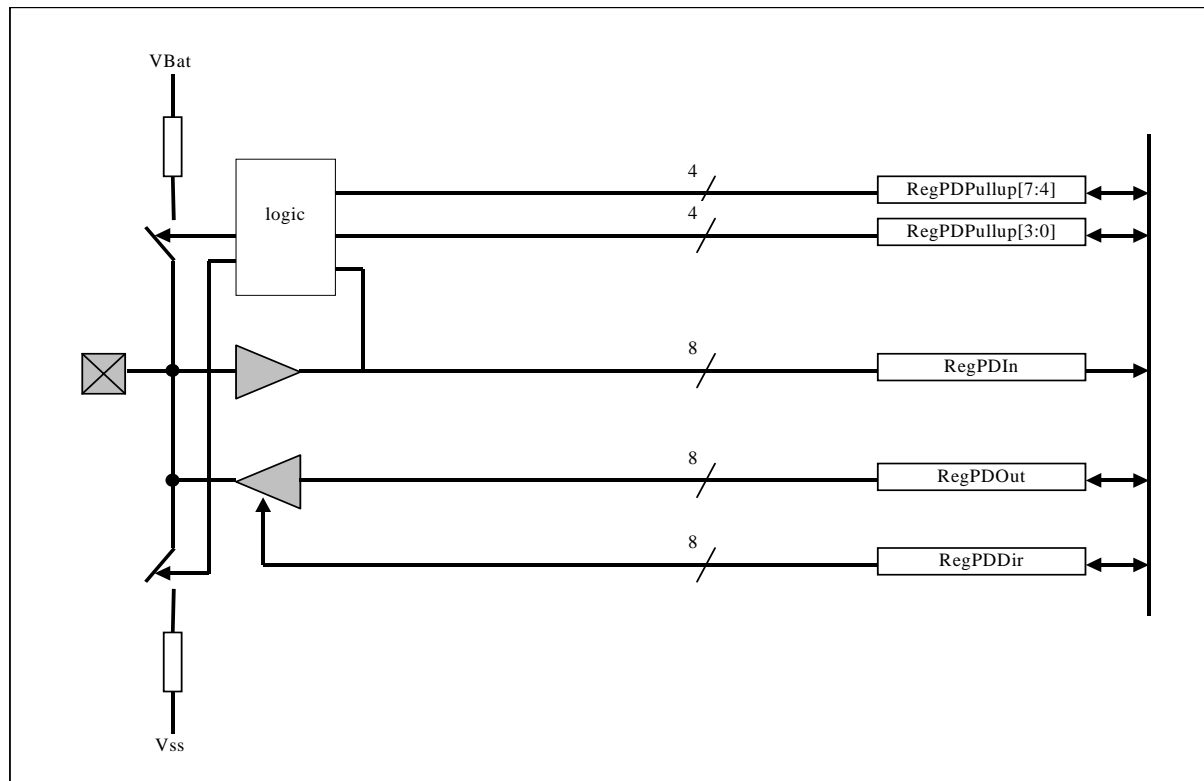 VBat
logic
4
RegPDPullup[7:4]
4
RegPDPullup[3:0]
8
RegPDIn
8
RegPDOut
8
RegPDDir
Vss